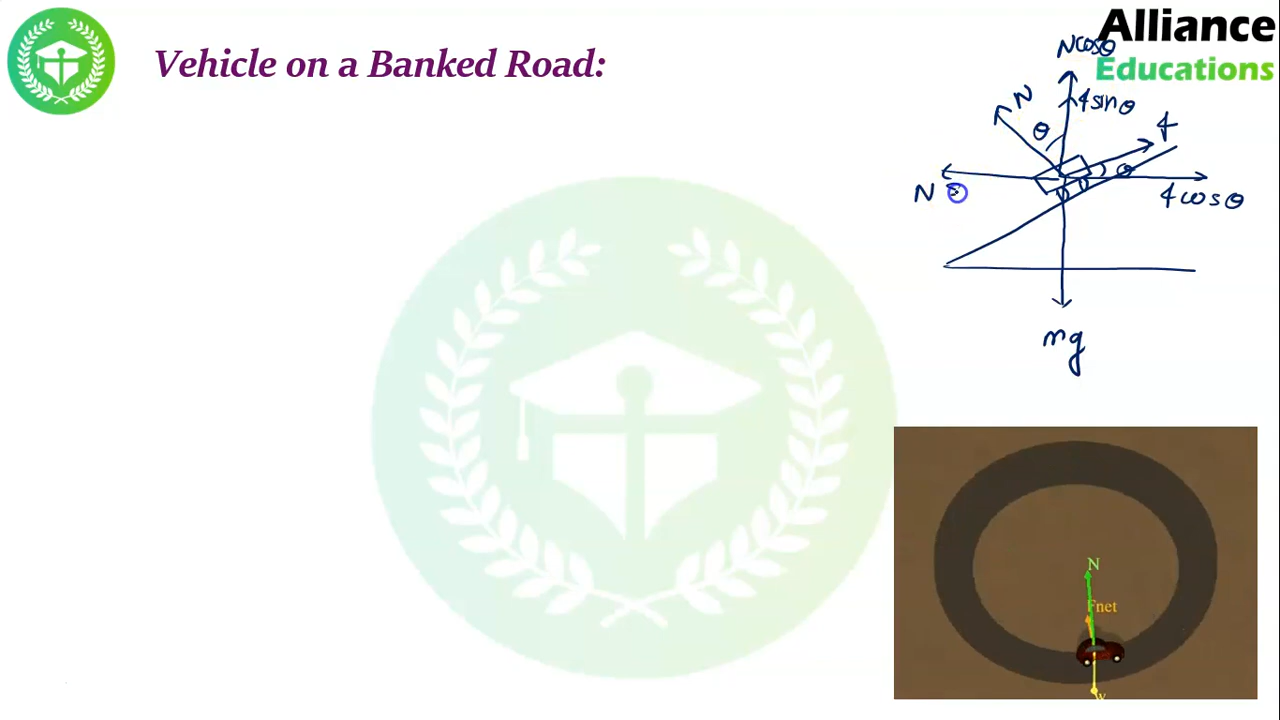 Vehicle on a Banked Road:
Alliance
Educations
Ncosθ
fsinθ
N
θ
f
θ
N
fcosθ
mg
N
Fnet
W